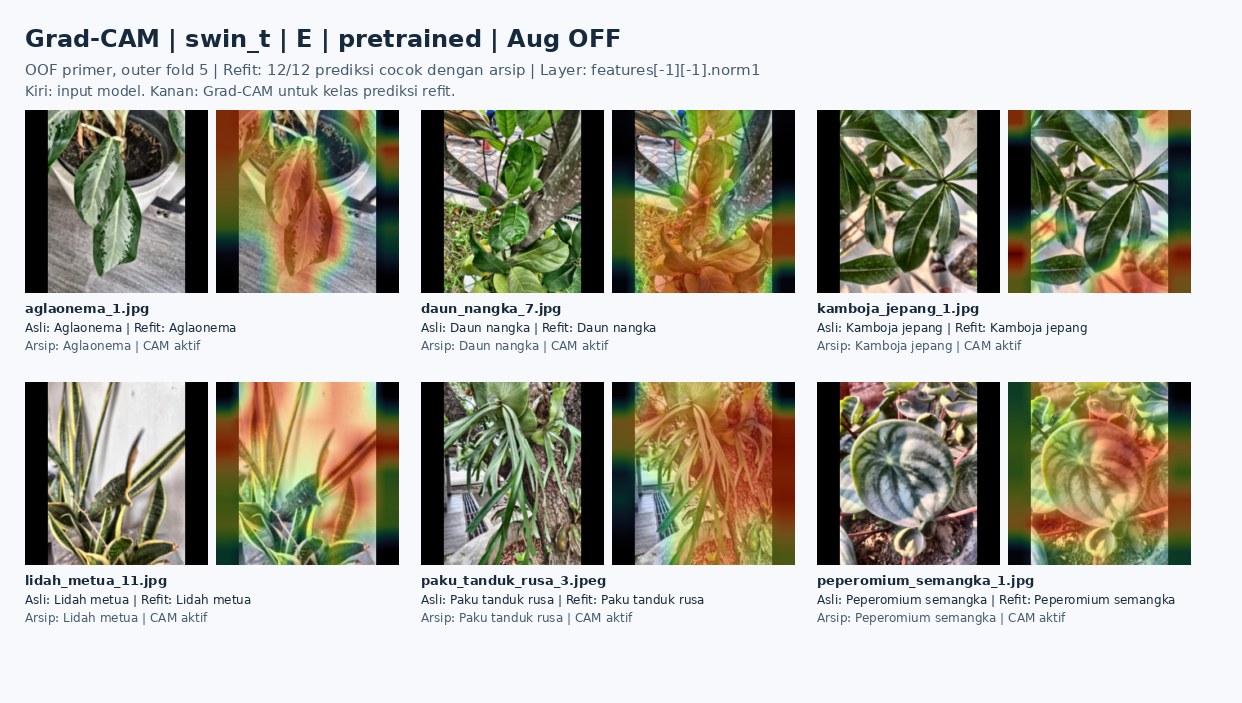 Grad-CAM | swin_t | E | pretrained | Aug OFF
OOF primer, outer fold 5 | Refit: 12/12 prediksi cocok dengan arsip | Layer: features[-1][-1].norm1
Kiri: input model. Kanan: Grad-CAM untuk kelas prediksi refit.
aglaonema_1.jpg
Asli: Aglaonema | Refit: Aglaonema
Arsip: Aglaonema | CAM aktif
daun_nangka_7.jpg
Asli: Daun nangka | Refit: Daun nangka
Arsip: Daun nangka | CAM aktif
kamboja_jepang_1.jpg
Asli: Kamboja jepang | Refit: Kamboja jepang
Arsip: Kamboja jepang | CAM aktif
lidah_metua_11.jpg
Asli: Lidah metua | Refit: Lidah metua
Arsip: Lidah metua | CAM aktif
paku_tanduk_rusa_3.jpeg
Asli: Paku tanduk rusa | Refit: Paku tanduk rusa
Arsip: Paku tanduk rusa | CAM aktif
peperomium_semangka_1.jpg
Asli: Peperomium semangka | Refit: Peperomium semangka
Arsip: Peperomium semangka | CAM aktif